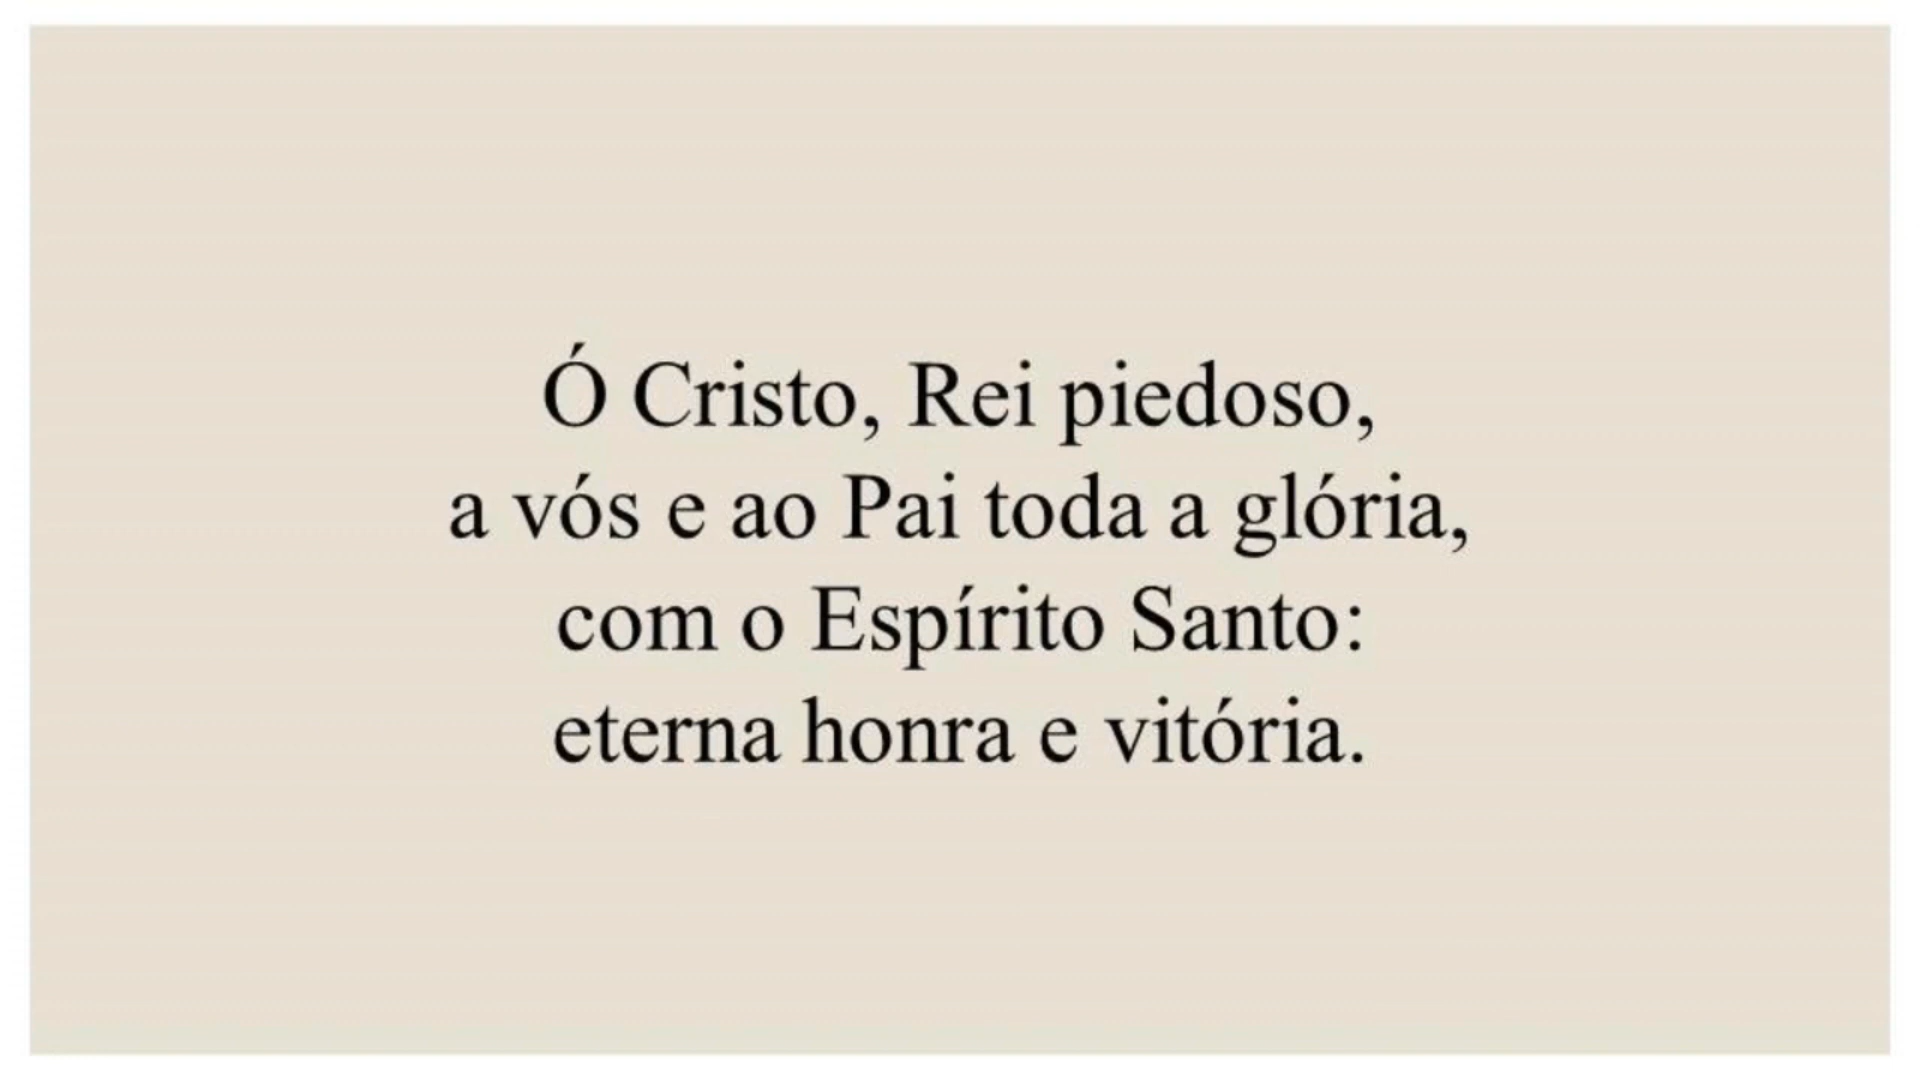 Ó Cristo, Rei piedoso,
a vós e ao Pai toda a glória,
com o Espírito Santo:
eterna honra e vitória.